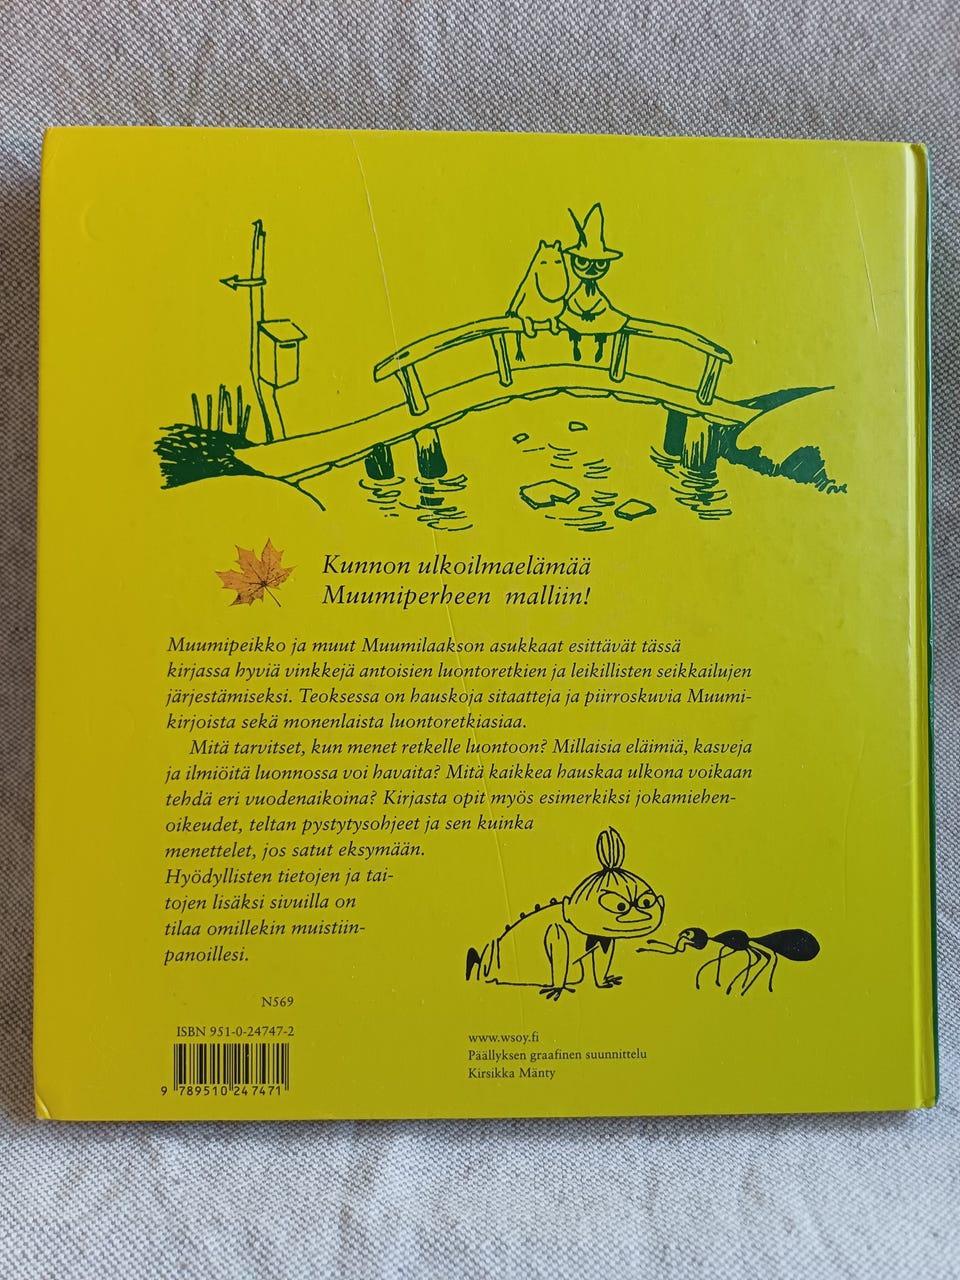 Kunnon ulkoilmaelämää
Muumiperheen malliin!
Muumipeikko ja muut Muumilaakson asukkaat esittävät tässä
kirjassa hyviä vinkkejä antoisien luontoretkien ja leikillisten seikkailujen
järjestämiseksi. Teoksessa on hauskoja sitaatteja ja piirroskuvia Muumi-
kirjoista sekä monenlaista luontoretkiasiaa.
Mitä tarvitset, kun menet retkelle luontoon? Millaisia eläimiä, kasveja
ja ilmiöitä luonnossa voi havaita? Mitä kaikkea hauskaa ulkona voikaan
tehdä eri vuodenaikoina? Kirjasta opit myös esimerkiksi jokamiehen-
oikeudet, teltan pystytysohjeet ja sen kuinka
menettelet, jos satut eksymään.
Hyödyllisten tietojen ja tai-
tojen lisäksi sivuilla on
tilaa omillekin muistiin-
panoillesi.
N569
ISBN 951-0-24747-2
9 789510 247471
www.wsoy.fi
Päällyksen graafinen suunnittelu
Kirsikka Mänty